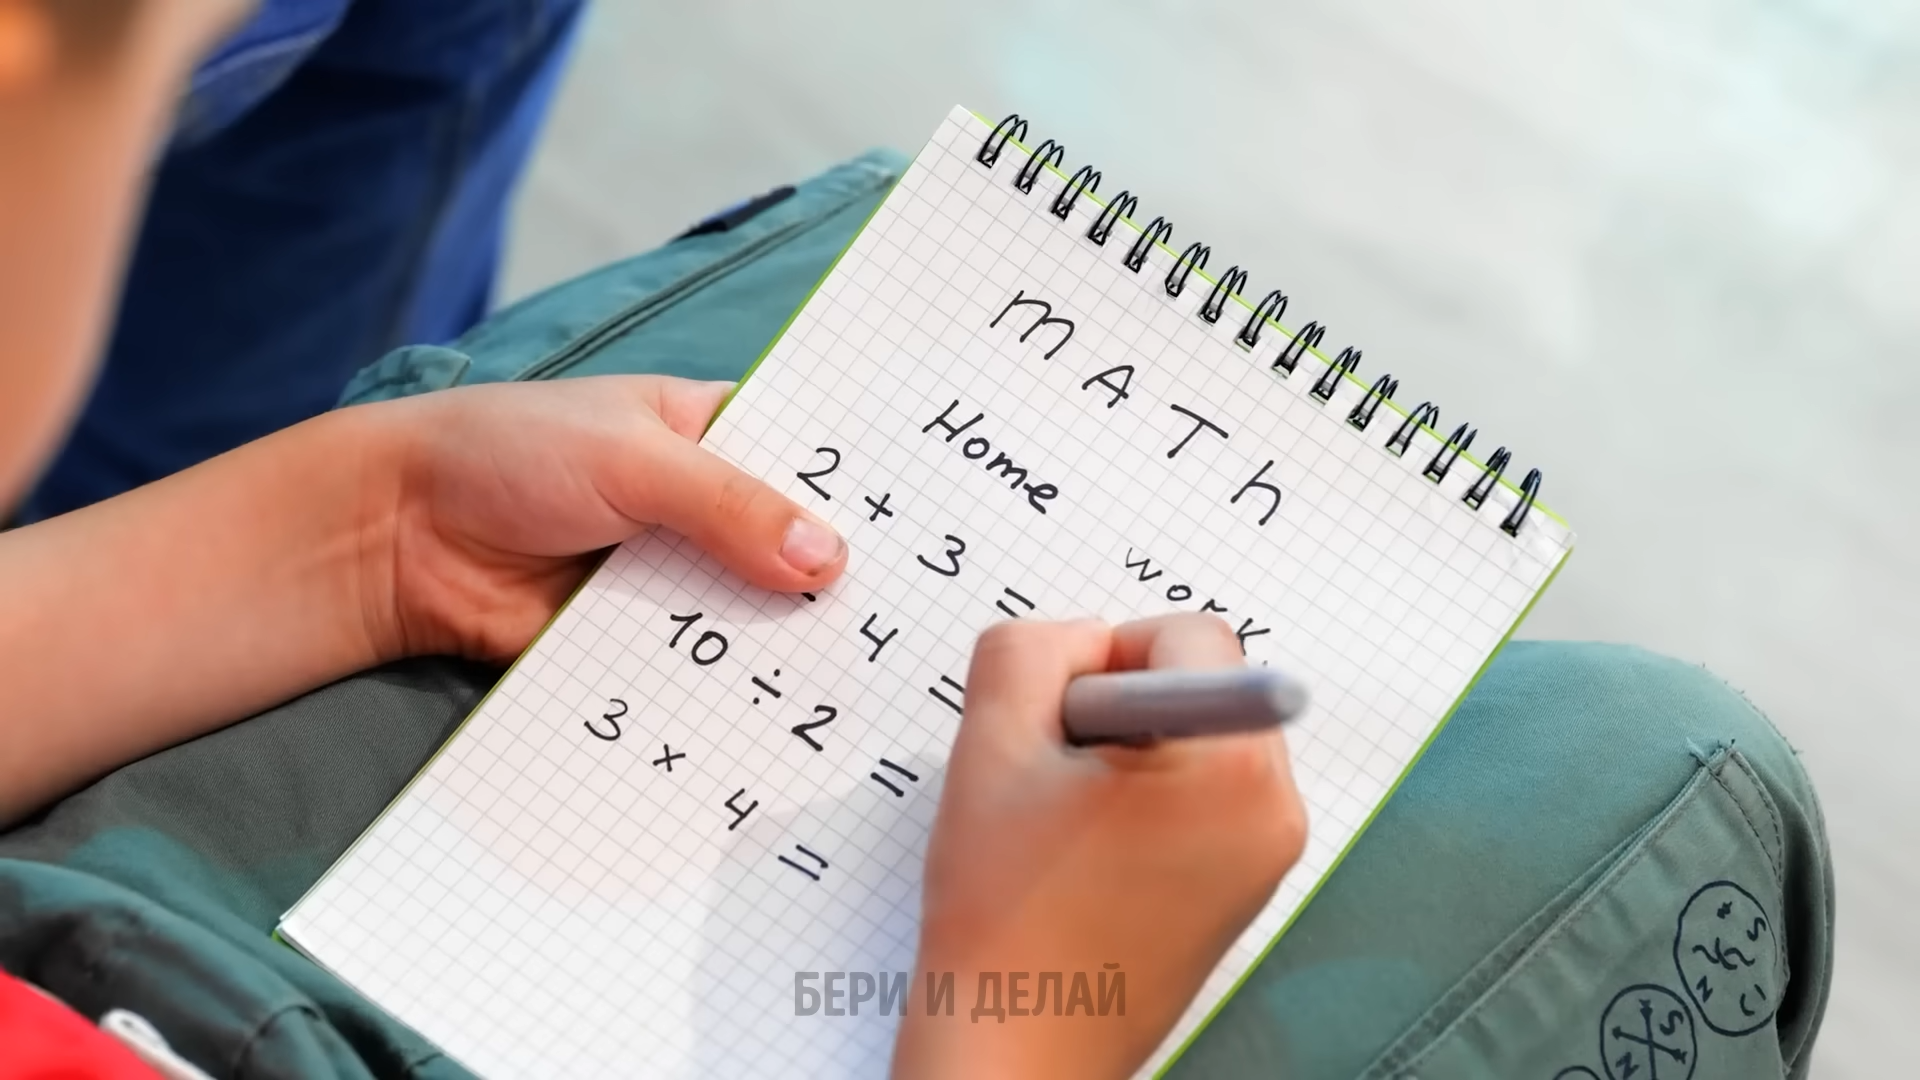 mATh
Home work.
2 + 3 =
4 =
10 ÷ 2 =
3 × 4 =
БЕРИ И ДЕЛАЙ